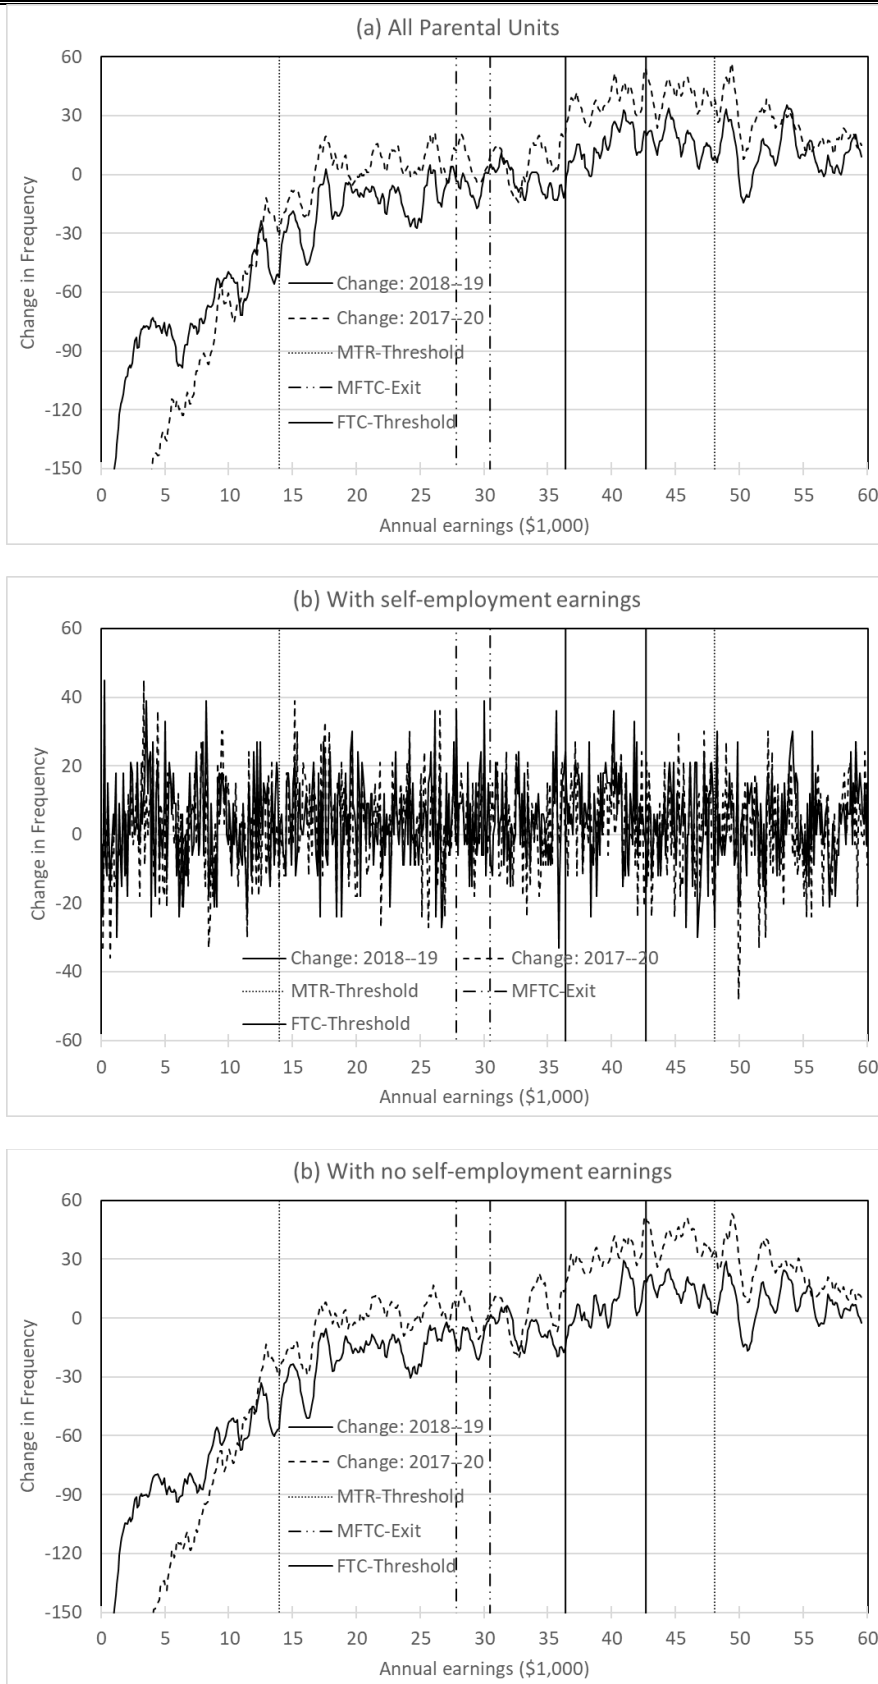 (a) All Parental Units
60
30
0
-30
-60
-90
-120
-150
Change in Frequency
Change: 2018--19
Change: 2017--20
MTR-Threshold
MFTC-Exit
FTC-Threshold
0 5 10 15 20 25 30 35 40 45 50 55 60
Annual earnings ($1,000)
(b) With self-employment earnings
60
40
20
0
-20
-40
-60
Change in Frequency
Change: 2018--19 Change: 2017--20
MTR-Threshold MFTC-Exit
FTC-Threshold
0 5 10 15 20 25 30 35 40 45 50 55 60
Annual earnings ($1,000)
(b) With no self-employment earnings
60
30
0
-30
-60
-90
-120
-150
Change in Frequency
Change: 2018--19
Change: 2017--20
MTR-Threshold
MFTC-Exit
FTC-Threshold
0 5 10 15 20 25 30 35 40 45 50 55 60
Annual earnings ($1,000)